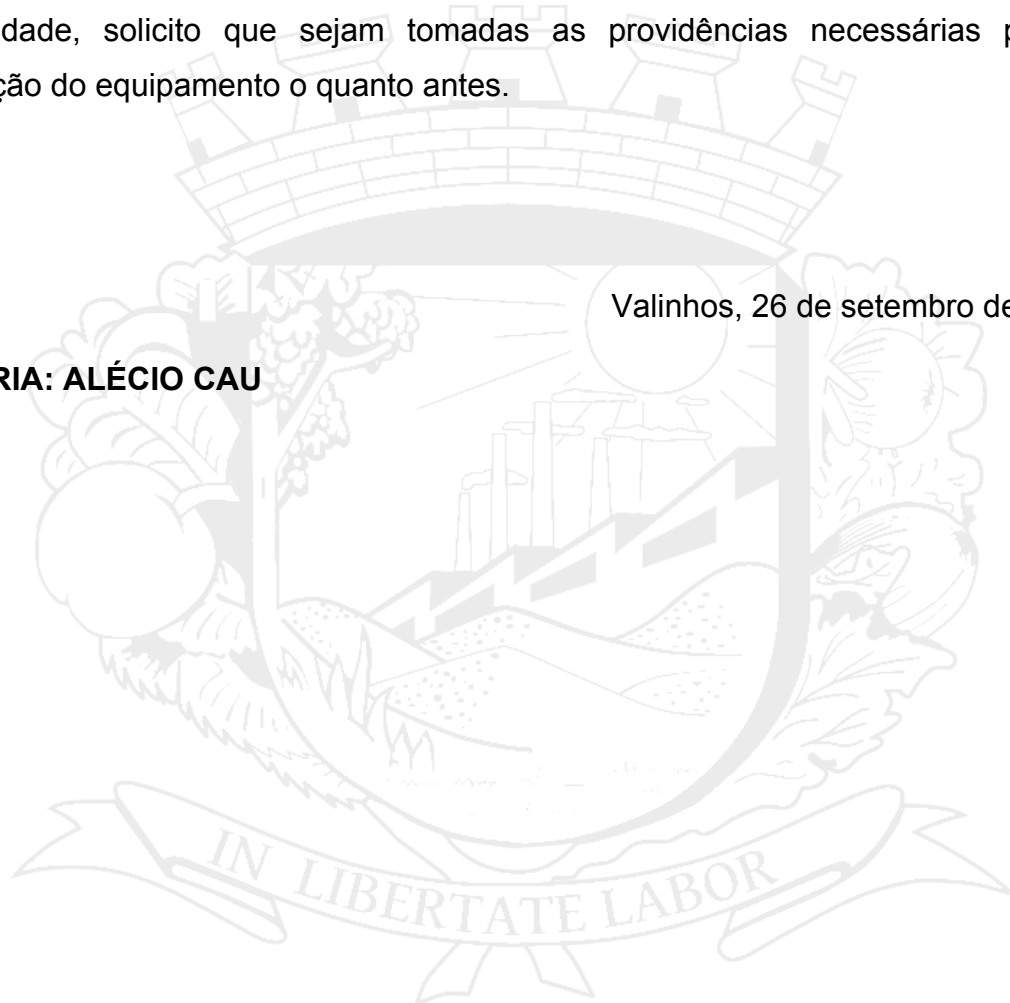 dade, solicito que sejam tomadas as providências necessárias p
ção do equipamento o quanto antes.
Valinhos, 26 de setembro de
RIA: ALÉCIO CAU
IN LIBERTATE LABOR